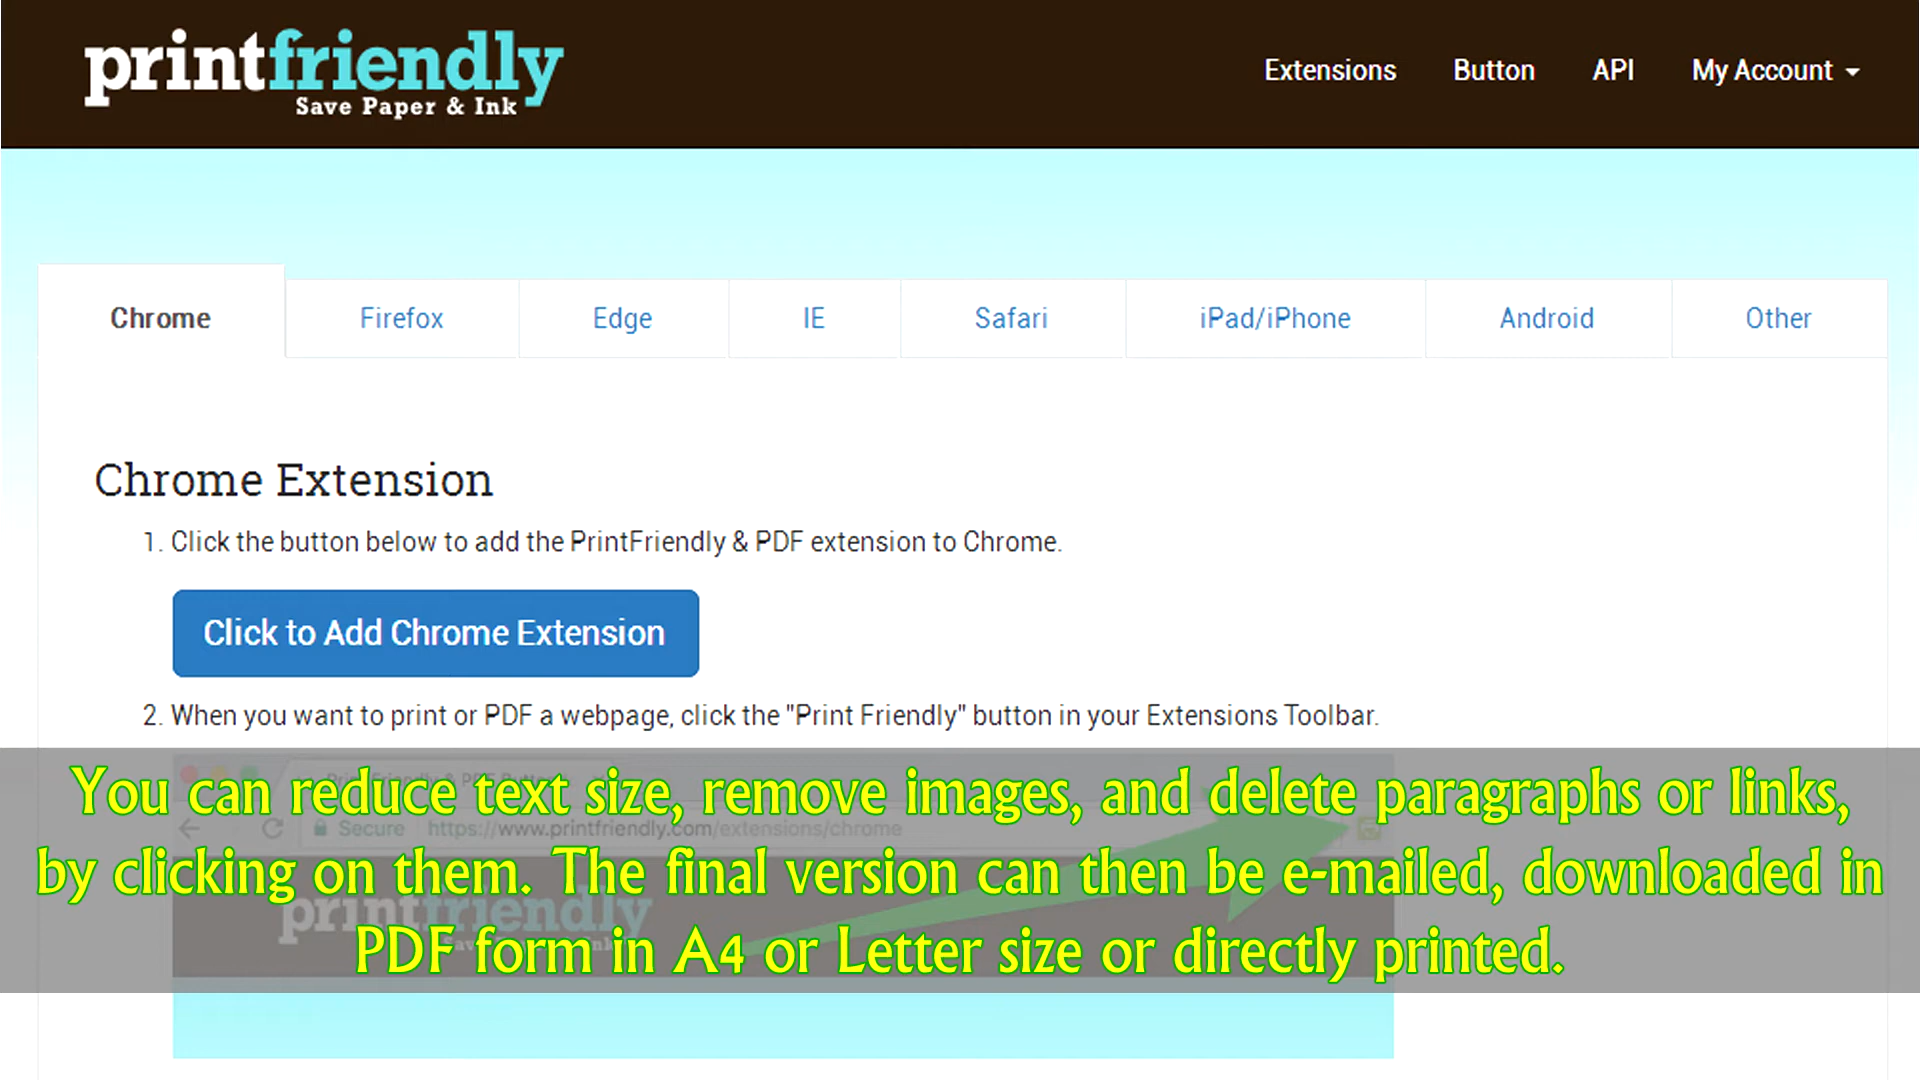 printfriendly
Save Paper & Ink
Extensions Button API My Account
Chrome Firefox Edge IE Safari iPad/iPhone Android Other
Chrome Extension
1. Click the button below to add the PrintFriendly & PDF extension to Chrome.
Click to Add Chrome Extension
2. When you want to print or PDF a webpage, click the "Print Friendly" button in your Extensions Toolbar.
You can reduce text size, remove images, and delete paragraphs or links,
Secure https://www.printfriendly.com/extensions/chrome
by clicking on them. The final version can then be e-mailed, downloaded in
printfriendly
PDF form in A4 or Letter size or directly printed.